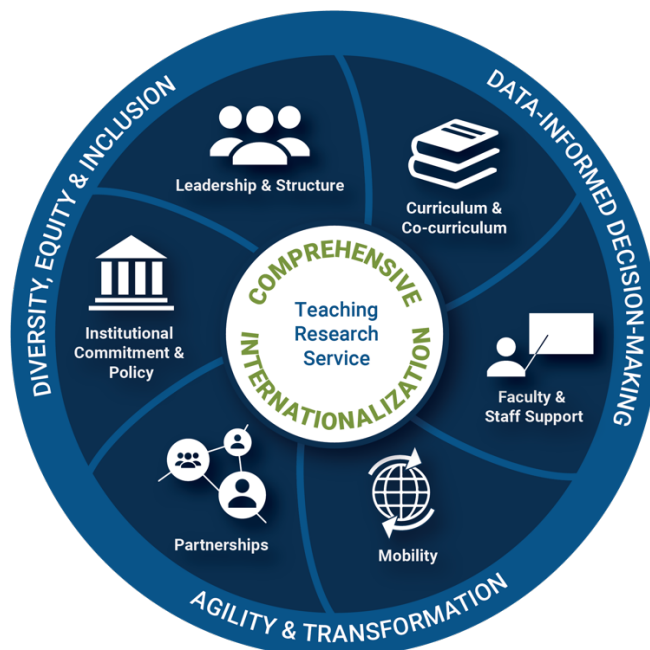 DIVERSITY, EQUITY & INCLUSION
DATA-INFORMED DECISION-MAKING
AGILITY & TRANSFORMATION
Leadership & Structure
Curriculum &
Co-curriculum
Faculty &
Staff Support
Mobility
Partnerships
Institutional
Commitment &
Policy
COMPREHENSIVE
INTERNATIONALIZATION
Teaching
Research
Service